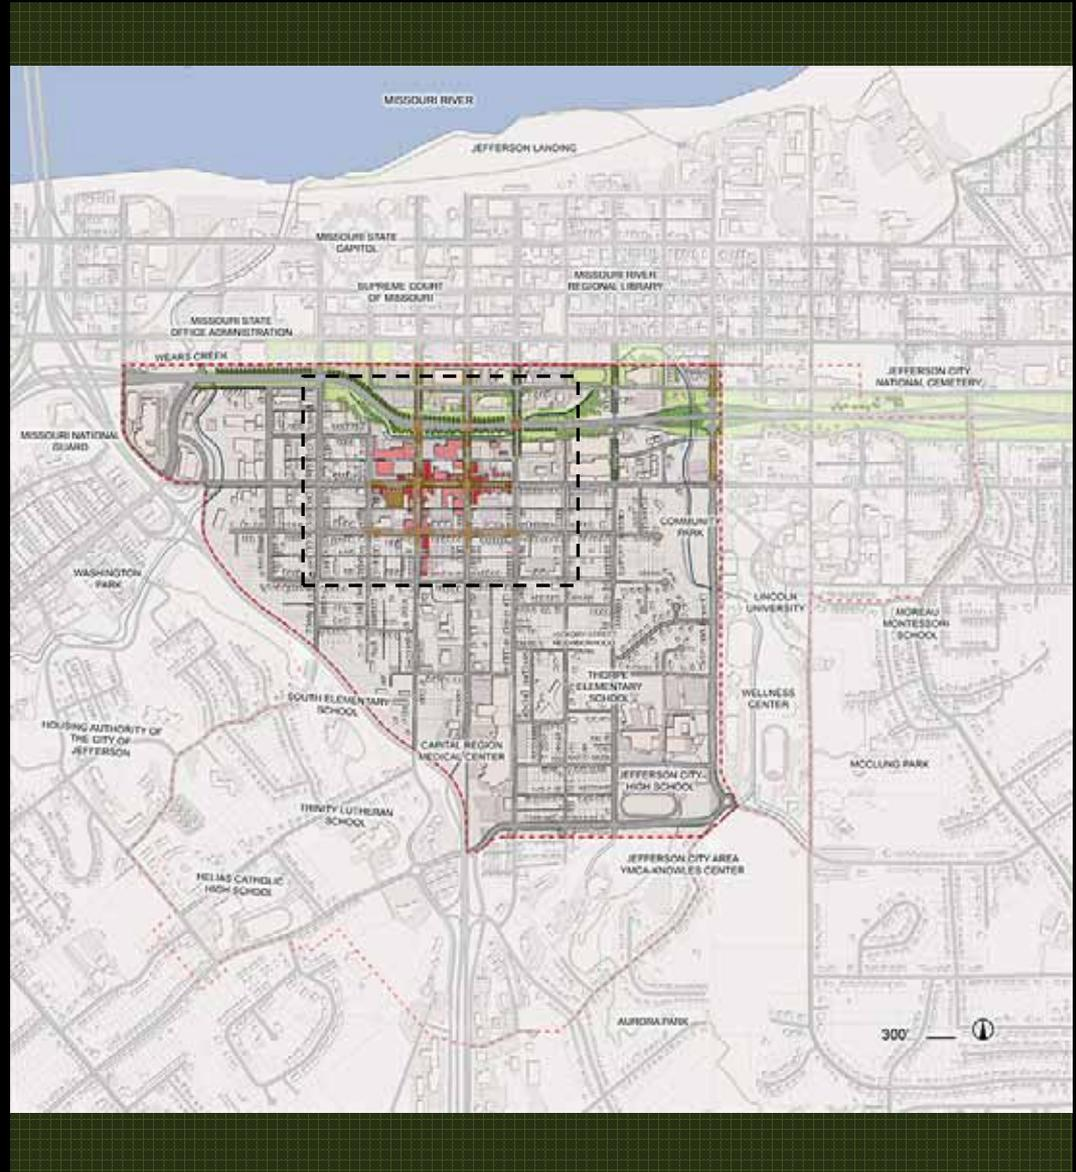 MISSOURI RIVER
JEFFERSON LANDING
MISSOURI STATE
CAPITOL
SUPREME COURT
OF MISSOURI
MISSOURI RIVER
REGIONAL LIBRARY
MISSOURI STATE
OFFICE ADMINISTRATION
WEARS CREEK
JEFFERSON CITY
NATIONAL CEMETERY
MISSOURI NATIONAL
GUARD
COMMUNITY
PARK
WASHINGTON
PARK
LINCOLN
UNIVERSITY
MOREAU
MONTESSORI
SCHOOL
THORPE
ELEMENTARY
SCHOOL
SOUTH ELEMENTARY
SCHOOL
WELLNESS
CENTER
HOUSING AUTHORITY OF
THE CITY OF
JEFFERSON
CAPITAL REGION
MEDICAL CENTER
MCCLUNG PARK
JEFFERSON CITY
HIGH SCHOOL
TRINITY LUTHERAN
SCHOOL
JEFFERSON CITY AREA
YMCA-KNOWLES CENTER
HELIAS CATHOLIC
HIGH SCHOOL
AURORA PARK
300'